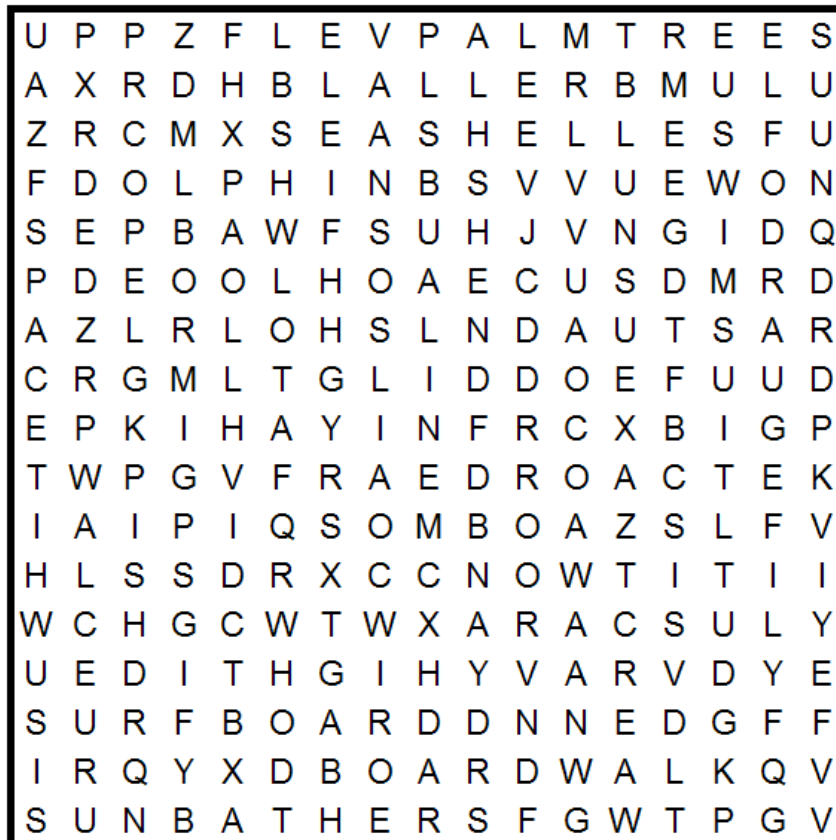 U P P Z F L E V P A L M T R E E S
A X R D H B L A L L E R B M U L U
Z R C M X S E A S H E L L E S F U
F D O L P H I N B S V V U E W O N
S E P B A W F S U H J V N G I D Q
P D E O O L H O A E C U S D M R D
A Z L R L O H S L N D A U T S A R
C R G M L T G L I D D O E F U U D
E P K I H A Y I N F R C X B I G P
T W P G V F R A E D R O A C T E K
I A I P I Q S O M B O A Z S L F V
H L S S D R X C C N O W T I T I I
W C H G C W T W X A R A C S U L Y
U E D I T H G I H Y V A R V D Y E
S U R F B O A R D D N N E D G F F
I R Q Y X D B O A R D W A L K Q V
S U N B A T H E R S F G W T P G V